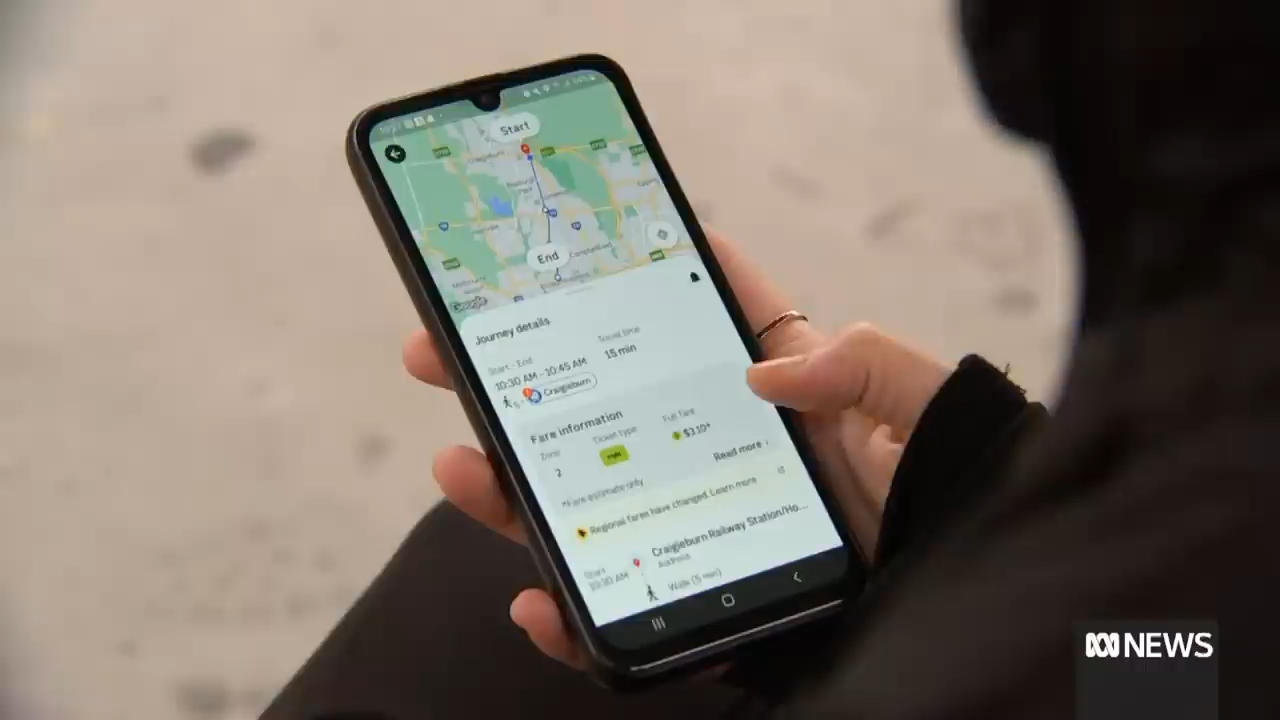 Start
End
Google
Journey details
Start - End
Travel time
10:30 AM - 10:45 AM
15 min
Craigieburn
Fare information
Zone
Ticket type
Full fare
2
myki
$3.10*
Read more
*Fare estimate only
Regional fares have changed. Learn more
Craigieburn Railway Station/Ho...
Start
10:30 AM
Walk (5 min)
NEWS